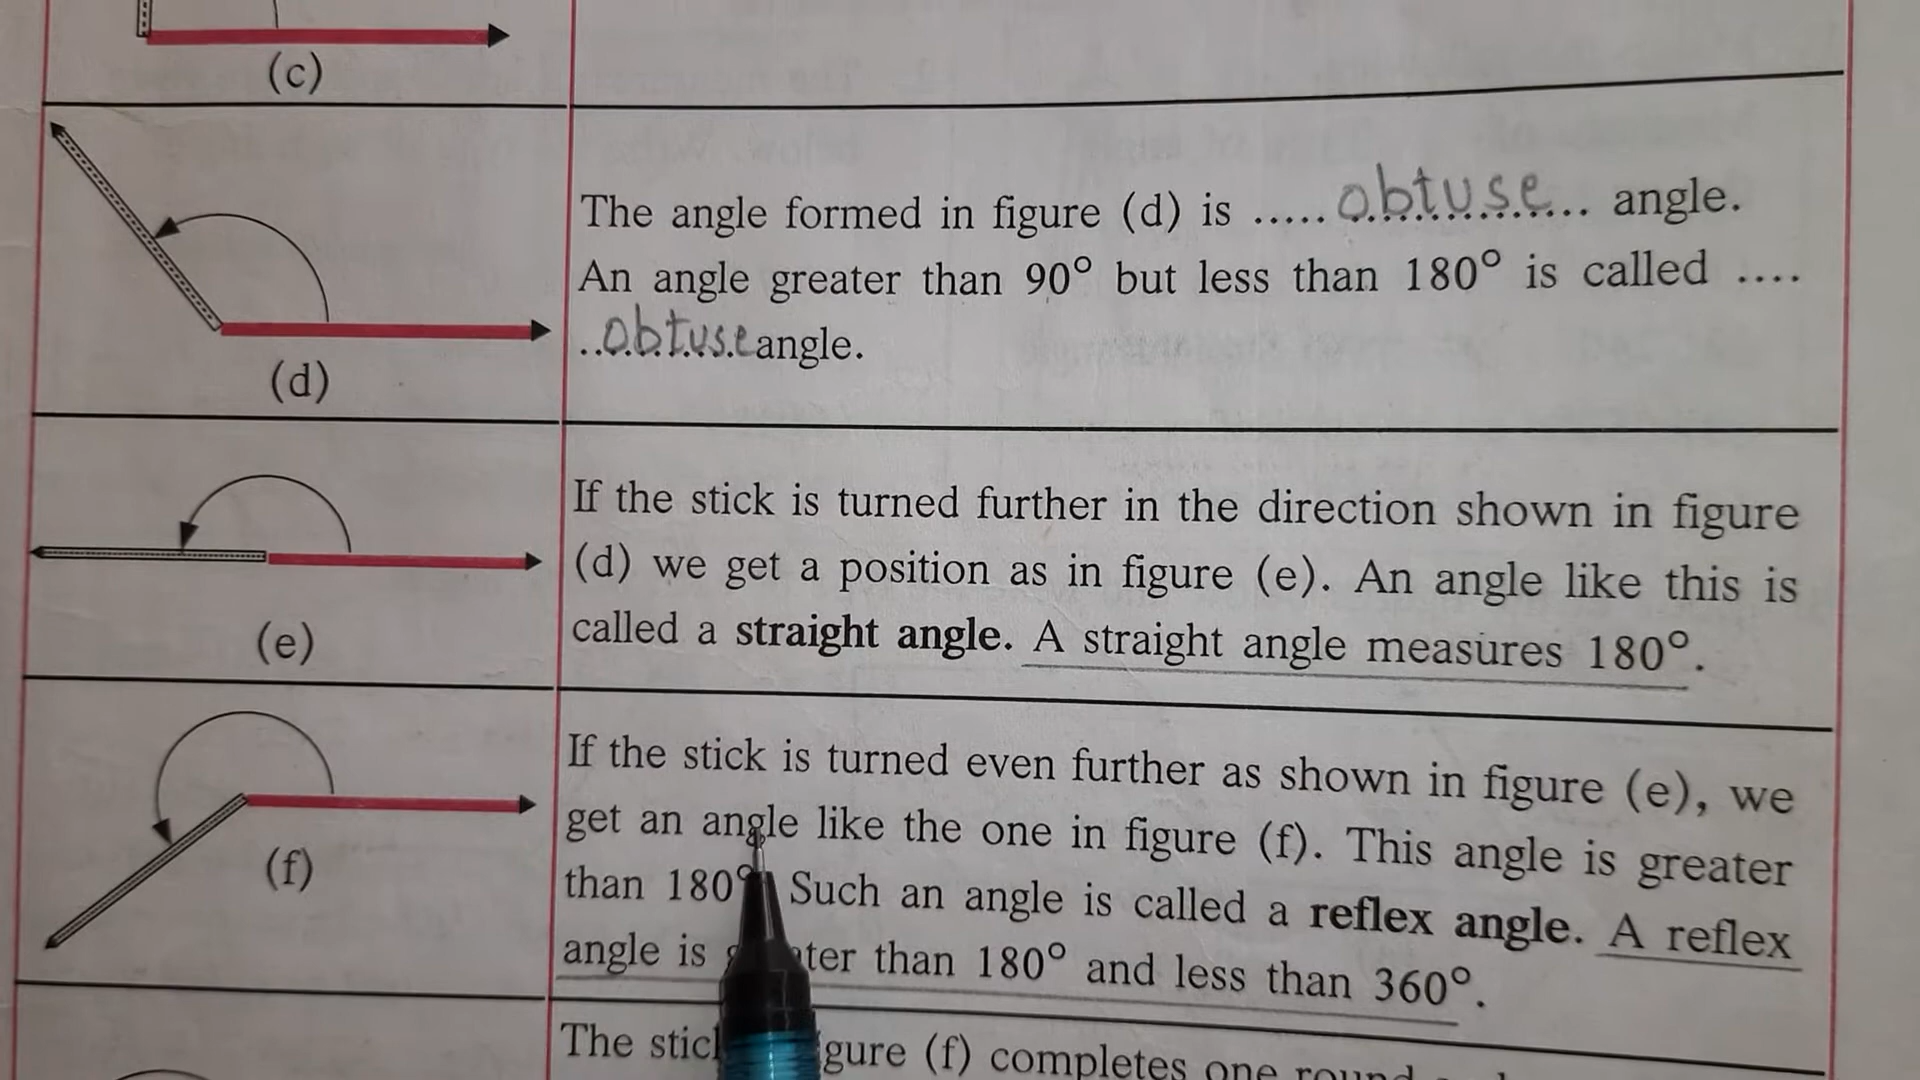 (c)
The angle formed in figure (d) is ..... obtuse ... angle.
An angle greater than 90° but less than 180° is called ....
..obtuse angle.
(d)
If the stick is turned further in the direction shown in figure
(d) we get a position as in figure (e). An angle like this is
called a straight angle. A straight angle measures 180°.
(e)
If the stick is turned even further as shown in figure (e), we
get an angle like the one in figure (f). This angle is greater
than 180° Such an angle is called a reflex angle. A reflex
angle is ter than 180° and less than 360°.
(f)
The stic gure (f) completes one round